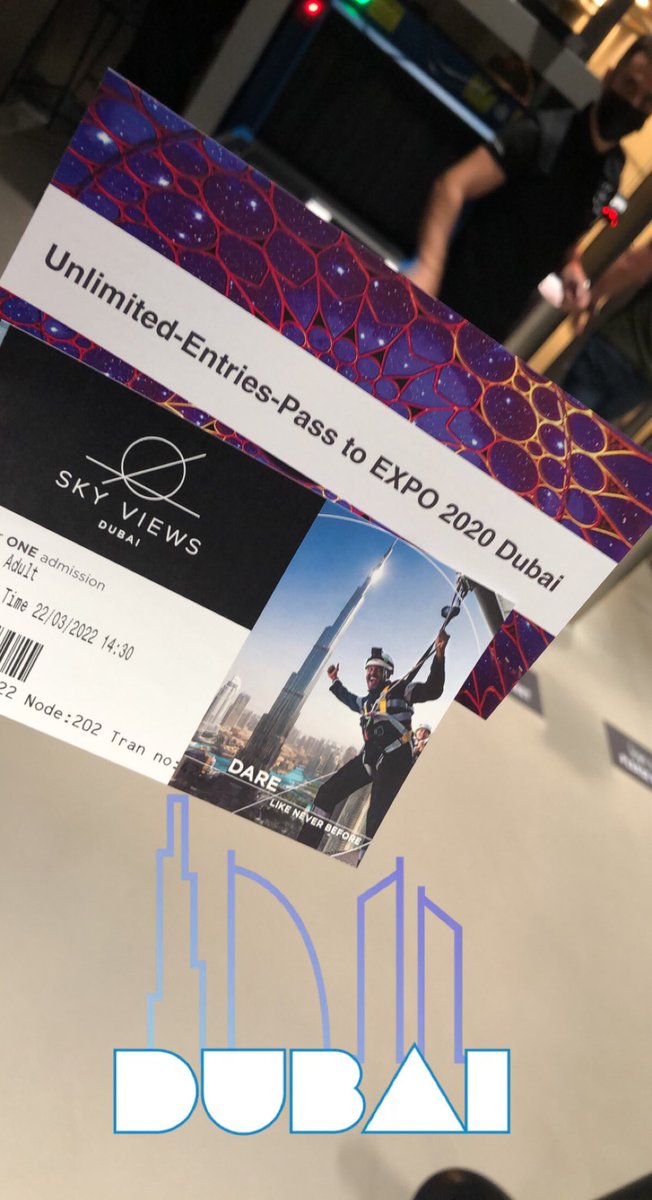 Unlimited-Entries-Pass to EXPO 2020 Dubai
SKY VIEWS
DUBAI
ONE admission
Adult
Time 22/03/2022 14:30
22 Node:202 Tran no:
DARE
LIKE NEVER BEFORE
DUBAI